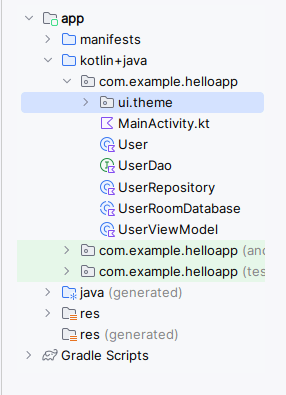 app
manifests
kotlin+java
com.example.helloapp
ui.theme
MainActivity.kt
User
UserDao
UserRepository
UserRoomDatabase
UserViewModel
com.example.helloapp (and
com.example.helloapp (tes
java (generated)
res
res (generated)
Gradle Scripts